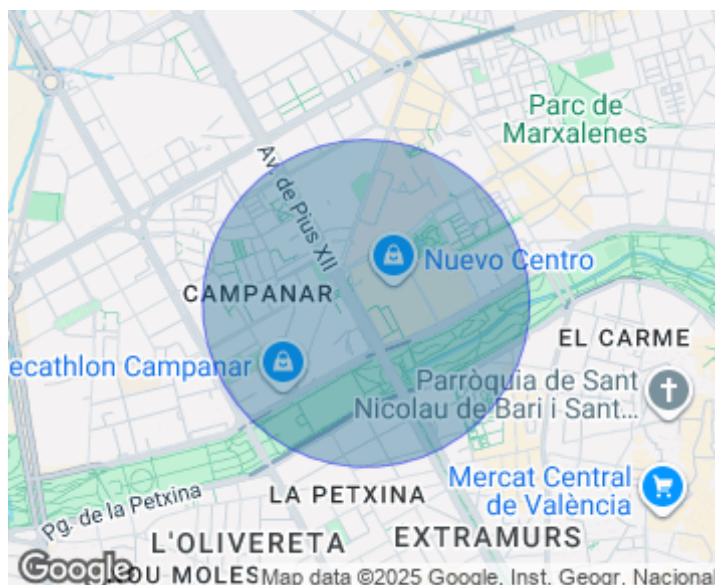 Parc de
Marxalenes
Av. de Pius XII
Nuevo Centro
CAMPANAR
EL CARME
ecathlon Campanar
Parròquia de Sant
Nicolau de Bari i Sant...
Mercat Central
de València
LA PETXINA
Pg. de la Petxina
L'OLIVERETA
EXTRAMURS
Google
OU MOLES
Map data ©2025 Google, Inst. Geogr. Nacional